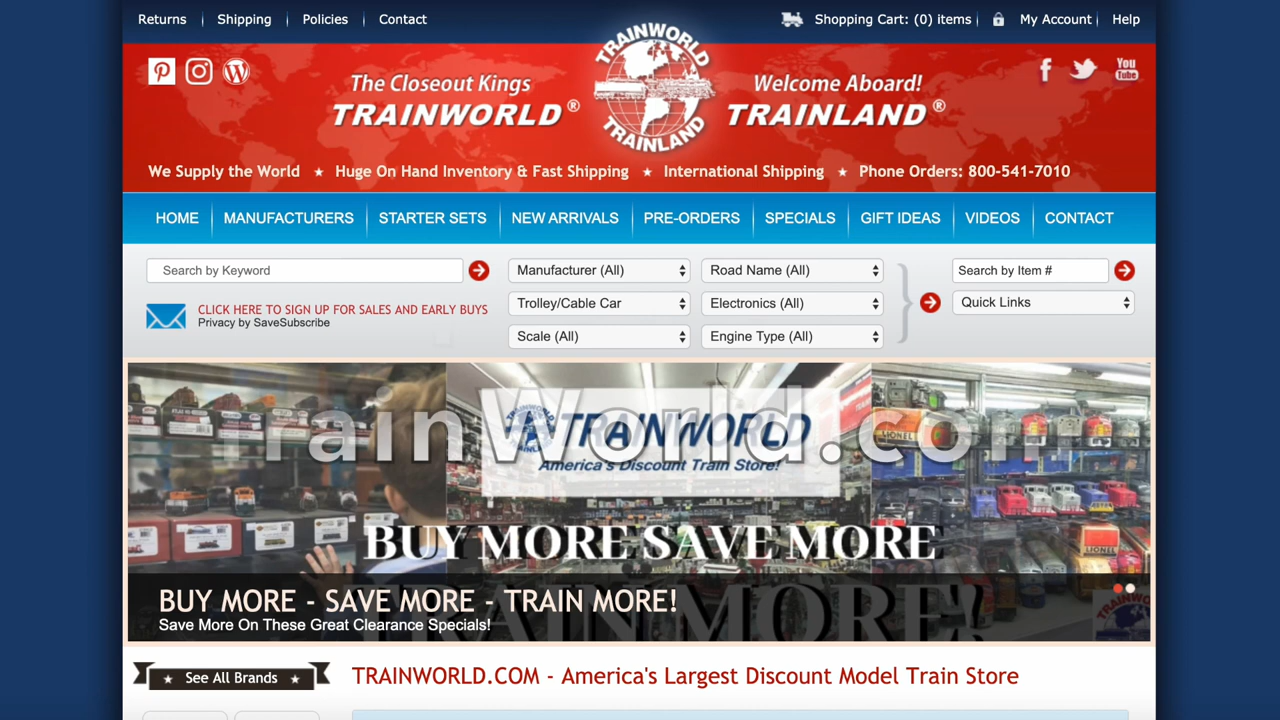 Returns
Shipping
Policies
Contact
Shopping Cart: (0) items
My Account
Help
The Closeout Kings
TRAINWORLD®
TRAINWORLD
TRAINLAND
Welcome Aboard!
TRAINLAND®
You
Tube
We Supply the World ★ Huge On Hand Inventory & Fast Shipping ★ International Shipping ★ Phone Orders: 800-541-7010
HOME
MANUFACTURERS
STARTER SETS
NEW ARRIVALS
PRE-ORDERS
SPECIALS
GIFT IDEAS
VIDEOS
CONTACT
Search by Keyword
Manufacturer (All)
Road Name (All)
Search by Item #
CLICK HERE TO SIGN UP FOR SALES AND EARLY BUYS
Privacy by SaveSubscribe
Trolley/Cable Car
Electronics (All)
Quick Links
Scale (All)
Engine Type (All)
TrainWorld.com
TRAINWORLD
America's Discount Train Store!
LIONEL
LIONEL
BUY MORE SAVE MORE
TRAIN MORE!
BUY MORE - SAVE MORE - TRAIN MORE!
Save More On These Great Clearance Specials!
★ See All Brands ★
TRAINWORLD.COM - America's Largest Discount Model Train Store